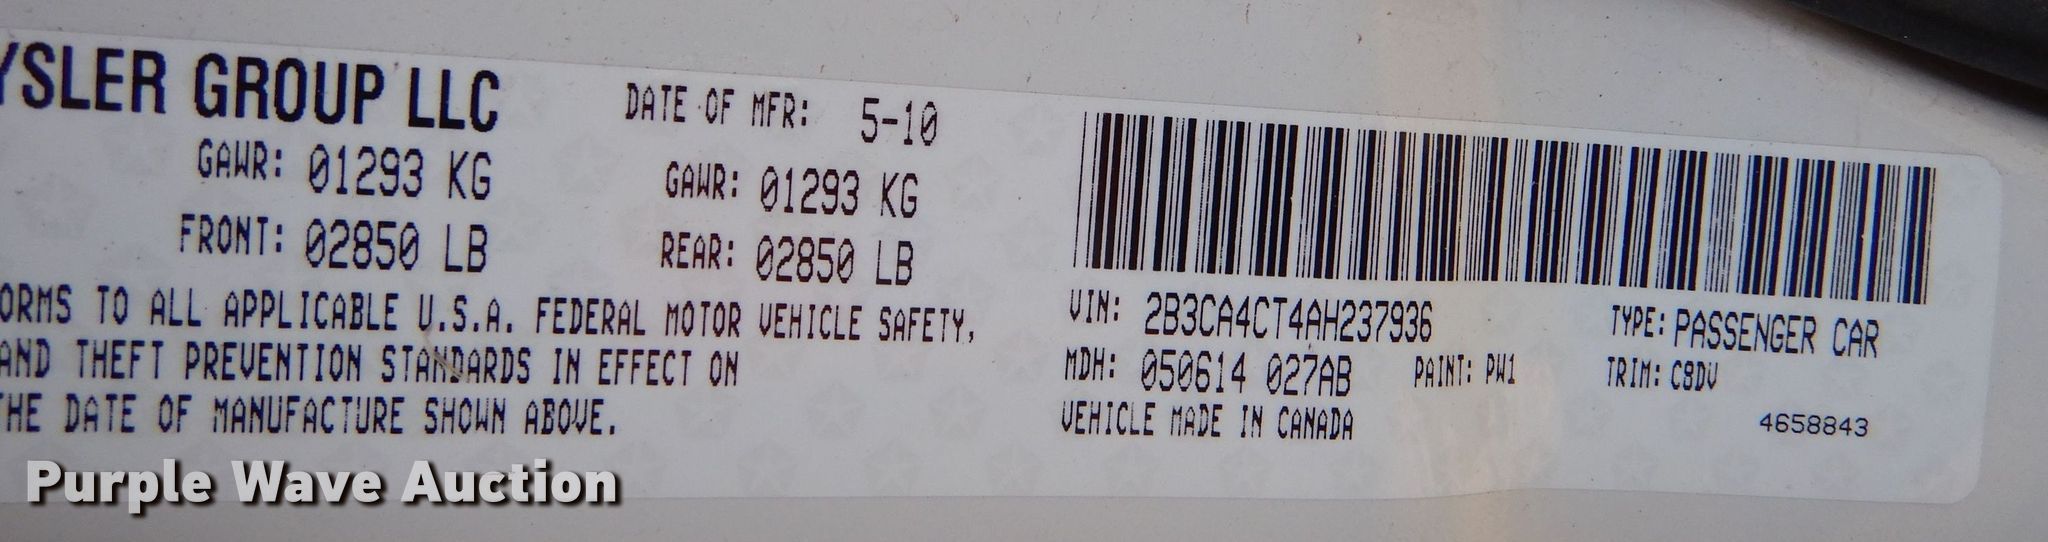 YSLER GROUP LLC
DATE OF MFR: 5-10
GAWR: 01293 KG
GAWR: 01293 KG
FRONT: 02850 LB
REAR: 02850 LB
ORMS TO ALL APPLICABLE U.S.A. FEDERAL MOTOR VEHICLE SAFETY,
AND THEFT PREVENTION STANDARDS IN EFFECT ON
THE DATE OF MANUFACTURE SHOWN ABOVE.
VIN: 2B3CA4CT4AH237936
TYPE: PASSENGER CAR
MDH: 050614 027AB
PAINT: PW1
TRIM: C8DV
VEHICLE MADE IN CANADA
4658843
Purple Wave Auction